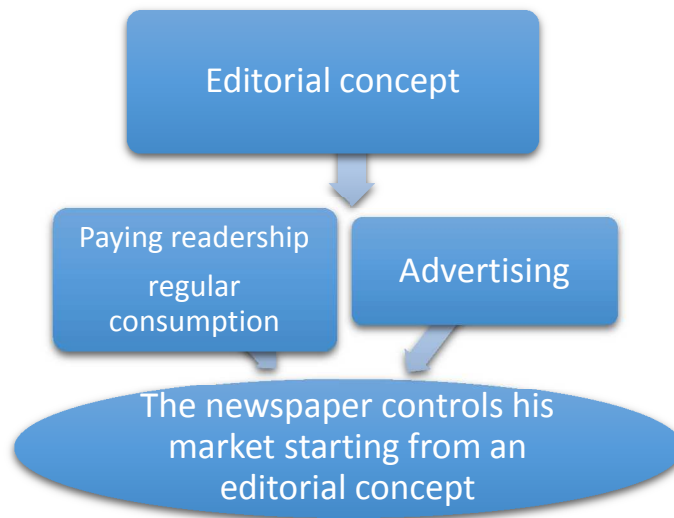 Editorial concept
Paying readership
regular
consumption
Advertising
The newspaper controls his
market starting from an
editorial concept